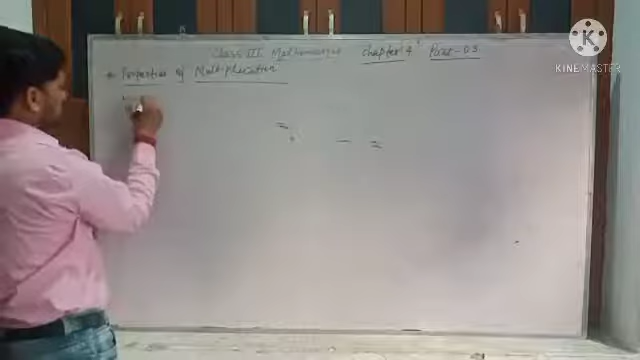 Class III Mathematics Chapter 4 Part-03
* Properties of Multiplication
= - =
KINEMASTER